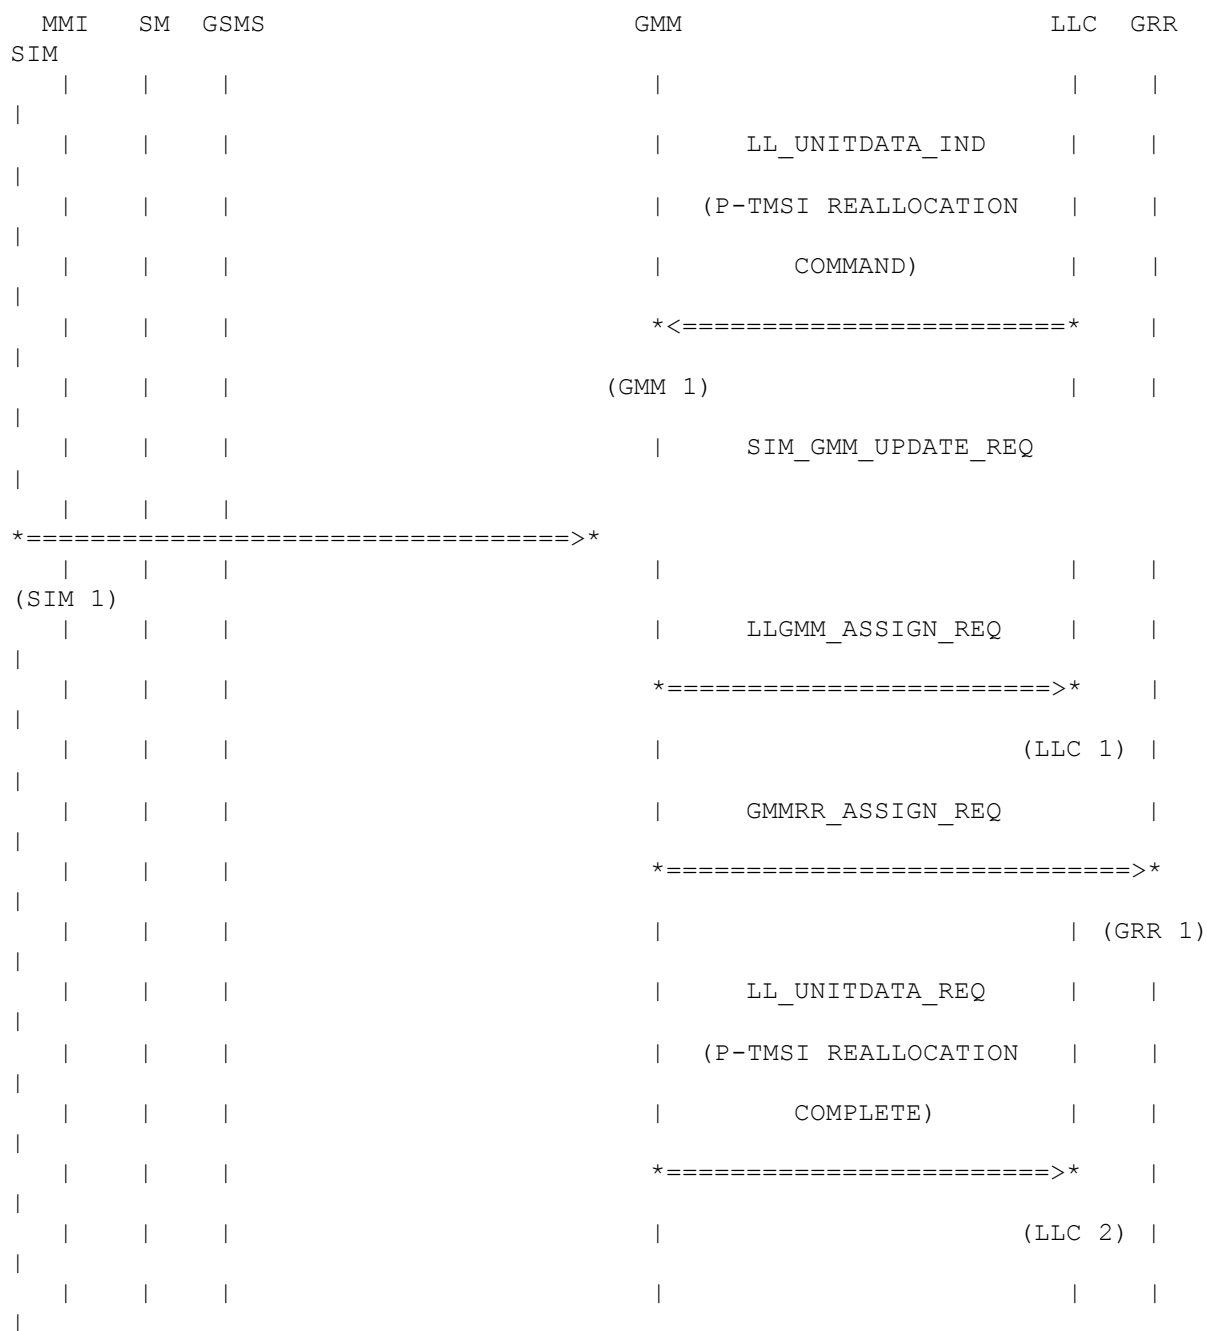 MMI SM GSMS GMM LLC GRR
SIM
| | | | | |
|
| | | | LL_UNITDATA_IND | |
|
| | | | (P-TMSI REALLOCATION | |
|
| | | | COMMAND) | |
|
| | | *<========================* |
|
| | | (GMM 1) | |
|
| | | | SIM_GMM_UPDATE_REQ
|
| | |
*==================================>*
| | | | | |
(SIM 1)
| | | | LLGMM_ASSIGN_REQ | |
|
| | | *========================>* |
|
| | | | (LLC 1) |
|
| | | | GMMRR_ASSIGN_REQ |
|
| | | *=============================>*
|
| | | | | (GRR 1)
|
| | | | LL_UNITDATA_REQ | |
|
| | | | (P-TMSI REALLOCATION | |
|
| | | | COMPLETE) | |
|
| | | *========================>* |
|
| | | | (LLC 2) |
|
| | | | | |
|